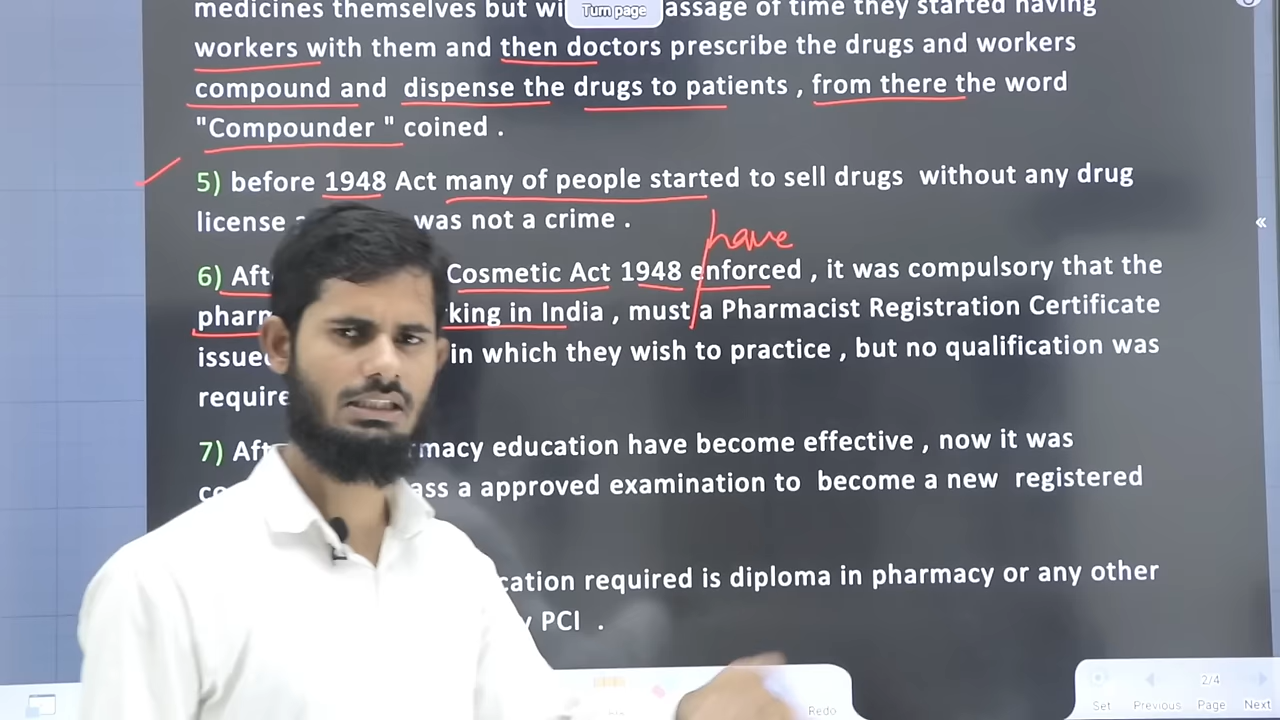 medicines themselves but wi assage of time they started having
Turn page
workers with them and then doctors prescribe the drugs and workers
compound and dispense the drugs to patients , from there the word
"Compounder " coined .
5) before 1948 Act many of people started to sell drugs without any drug
license was not a crime .
have
6) Aft Cosmetic Act 1948 enforced , it was compulsory that the
pharm king in India , must a Pharmacist Registration Certificate
issued in which they wish to practice , but no qualification was
require
7) Aft macy education have become effective , now it was
co ass a approved examination to become a new registered
cation required is diploma in pharmacy or any other
PCI .
«
Redo
2/4
Set Previous Page Next